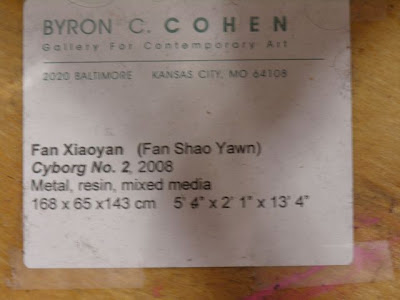 BYRON C. COHEN
Gallery For Contemporary Art
2020 BALTIMORE KANSAS CITY, MO 64108
Fan Xiaoyan (Fan Shao Yawn)
Cyborg No. 2, 2008
Metal, resin, mixed media
168 x 65 x143 cm 5' 4" x 2' 1" x 13' 4"